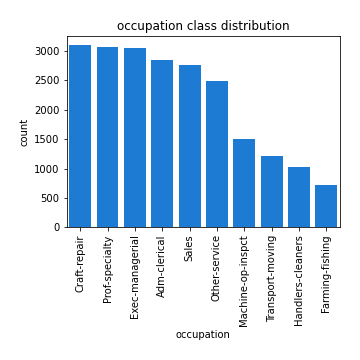 occupation class distribution
3000
2500
2000
1500
1000
500
0
count
Craft-repair
Prof-specialty
Exec-managerial
Adm-clerical
Sales
Other-service
Machine-op-inspct
Transport-moving
Handlers-cleaners
Farming-fishing
occupation